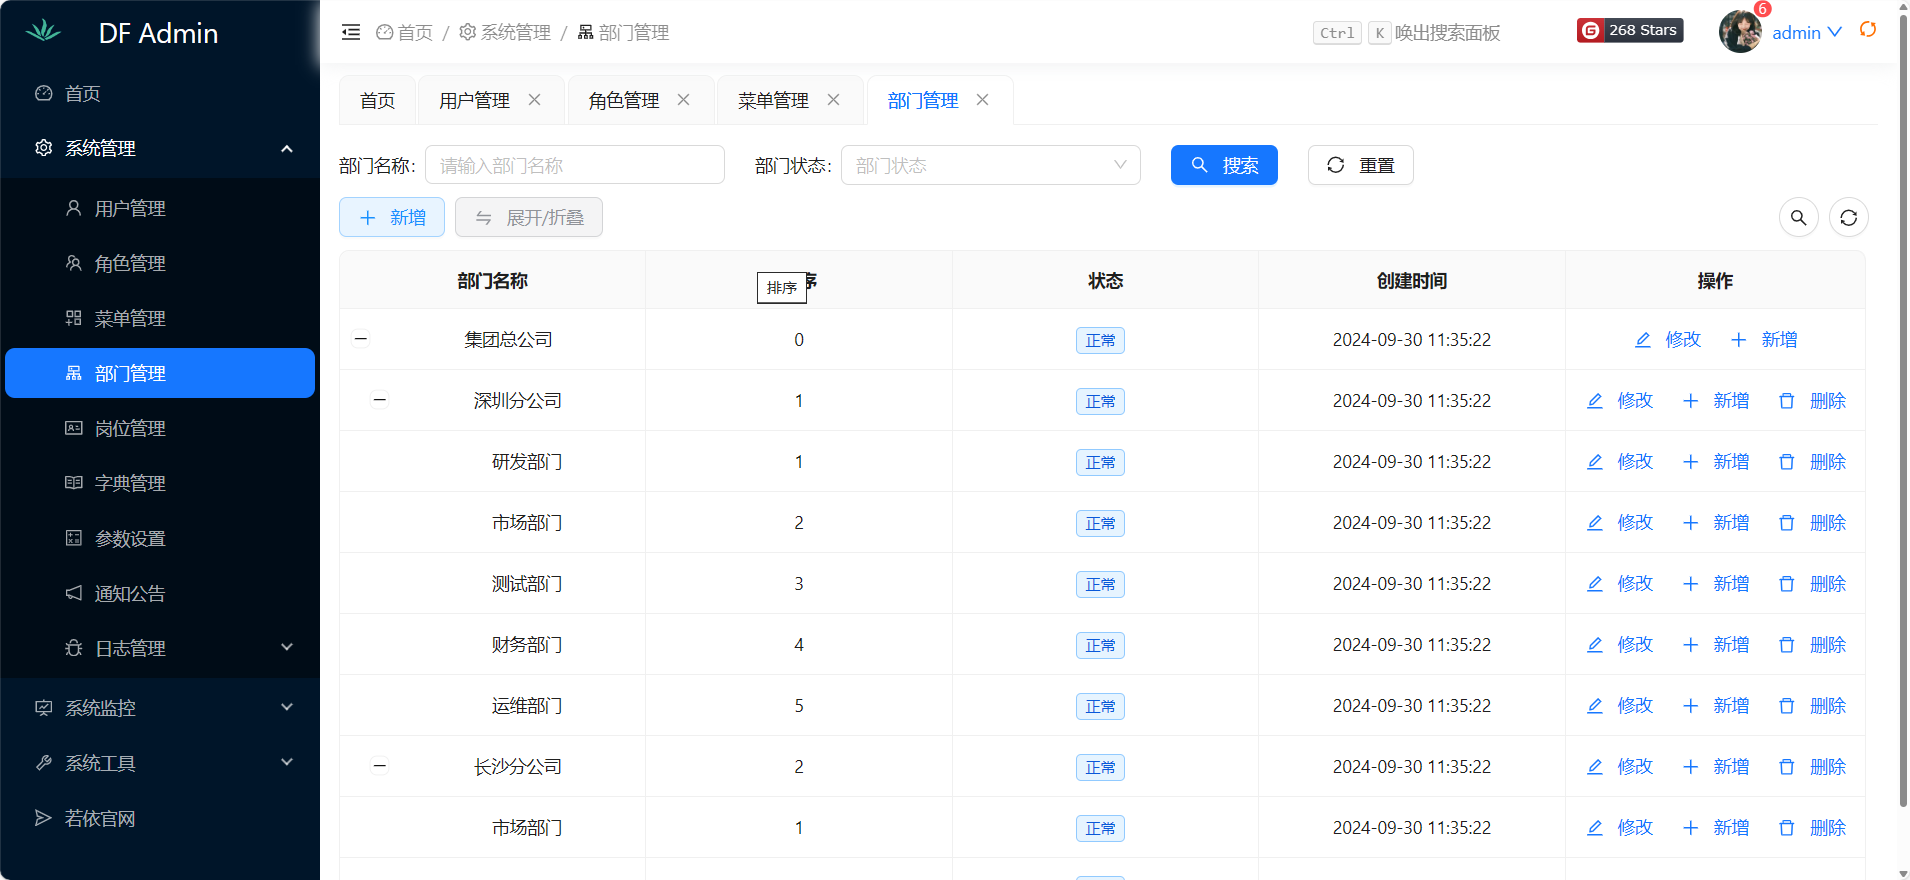 DF Admin
首页 / 系统管理 / 部门管理
Ctrl K 唤出搜索面板
G 268 Stars
6
admin
首页
系统管理
用户管理
角色管理
菜单管理
部门管理
岗位管理
字典管理
参数设置
通知公告
日志管理
系统监控
系统工具
若依官网
首页 用户管理 角色管理 菜单管理 部门管理
部门名称: 请输入部门名称 部门状态: 部门状态 搜索 重置
新增 展开/折叠
部门名称 序 状态 创建时间 操作
排序
集团总公司 0 正常 2024-09-30 11:35:22 修改 新增
深圳分公司 1 正常 2024-09-30 11:35:22 修改 新增 删除
研发部门 1 正常 2024-09-30 11:35:22 修改 新增 删除
市场部门 2 正常 2024-09-30 11:35:22 修改 新增 删除
测试部门 3 正常 2024-09-30 11:35:22 修改 新增 删除
财务部门 4 正常 2024-09-30 11:35:22 修改 新增 删除
运维部门 5 正常 2024-09-30 11:35:22 修改 新增 删除
长沙分公司 2 正常 2024-09-30 11:35:22 修改 新增 删除
市场部门 1 正常 2024-09-30 11:35:22 修改 新增 删除